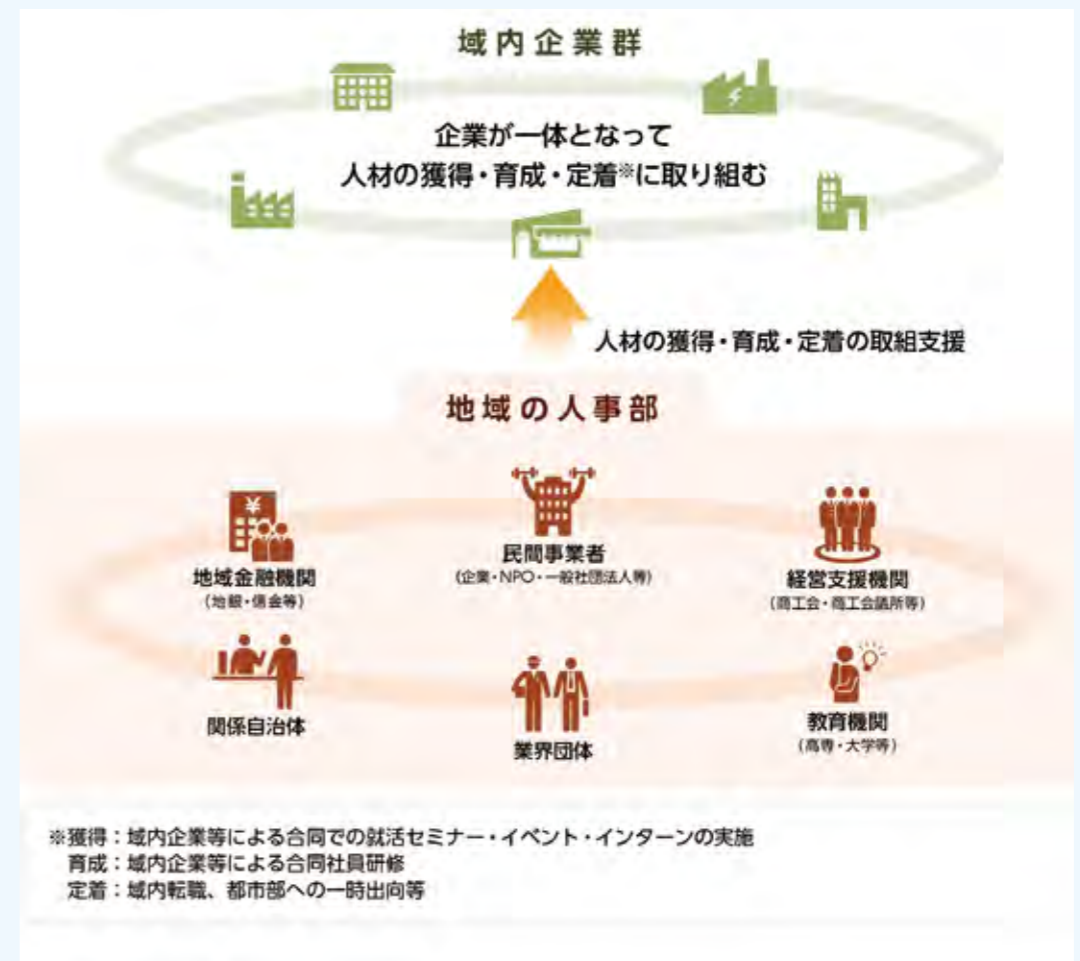 域内企業群
企業が一体となって
人材の獲得・育成・定着※に取り組む
人材の獲得・育成・定着の取組支援
地域の人事部
地域金融機関
(地銀・信金等)
民間事業者
(企業・NPO・一般社団法人等)
経営支援機関
(商工会・商工会議所等)
関係自治体
業界団体
教育機関
(高専・大学等)
※獲得：域内企業等による合同での就活セミナー・イベント・インターンの実施
育成：域内企業等による合同社員研修
定着：域内転職、都市部への一時出向等
¥